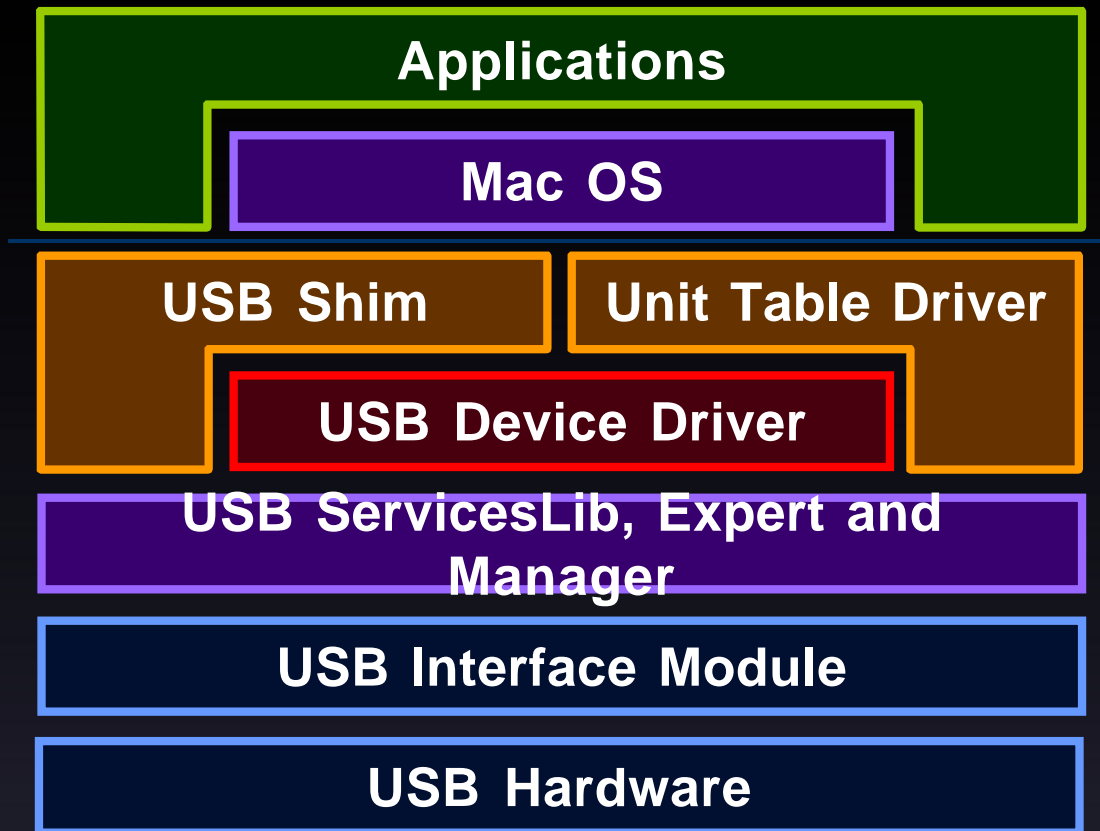 Applications
Mac OS
USB Shim
Unit Table Driver
USB Device Driver
USB ServicesLib, Expert and
Manager
USB Interface Module
USB Hardware